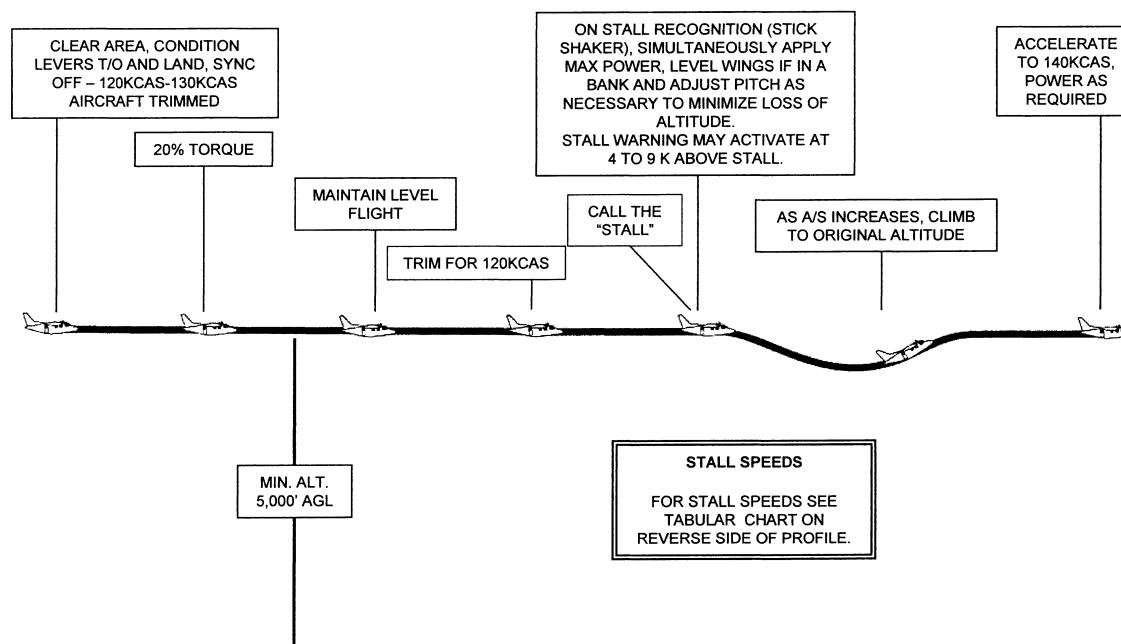 CLEAR AREA, CONDITION
LEVERS T/O AND LAND, SYNC
OFF – 120KCAS-130KCAS
AIRCRAFT TRIMMED
20% TORQUE
MAINTAIN LEVEL
FLIGHT
TRIM FOR 120KCAS
CALL THE
“STALL”
ON STALL RECOGNITION (STICK
SHAKER), SIMULTANEOUSLY APPLY
MAX POWER, LEVEL WINGS IF IN A
BANK AND ADJUST PITCH AS
NECESSARY TO MINIMIZE LOSS OF
ALTITUDE.
STALL WARNING MAY ACTIVATE AT
4 TO 9 K ABOVE STALL.
AS A/S INCREASES, CLIMB
TO ORIGINAL ALTITUDE
ACCELERATE
TO 140KCAS,
POWER AS
REQUIRED
MIN. ALT.
5,000’ AGL
STALL SPEEDS
FOR STALL SPEEDS SEE
TABULAR CHART ON
REVERSE SIDE OF PROFILE.